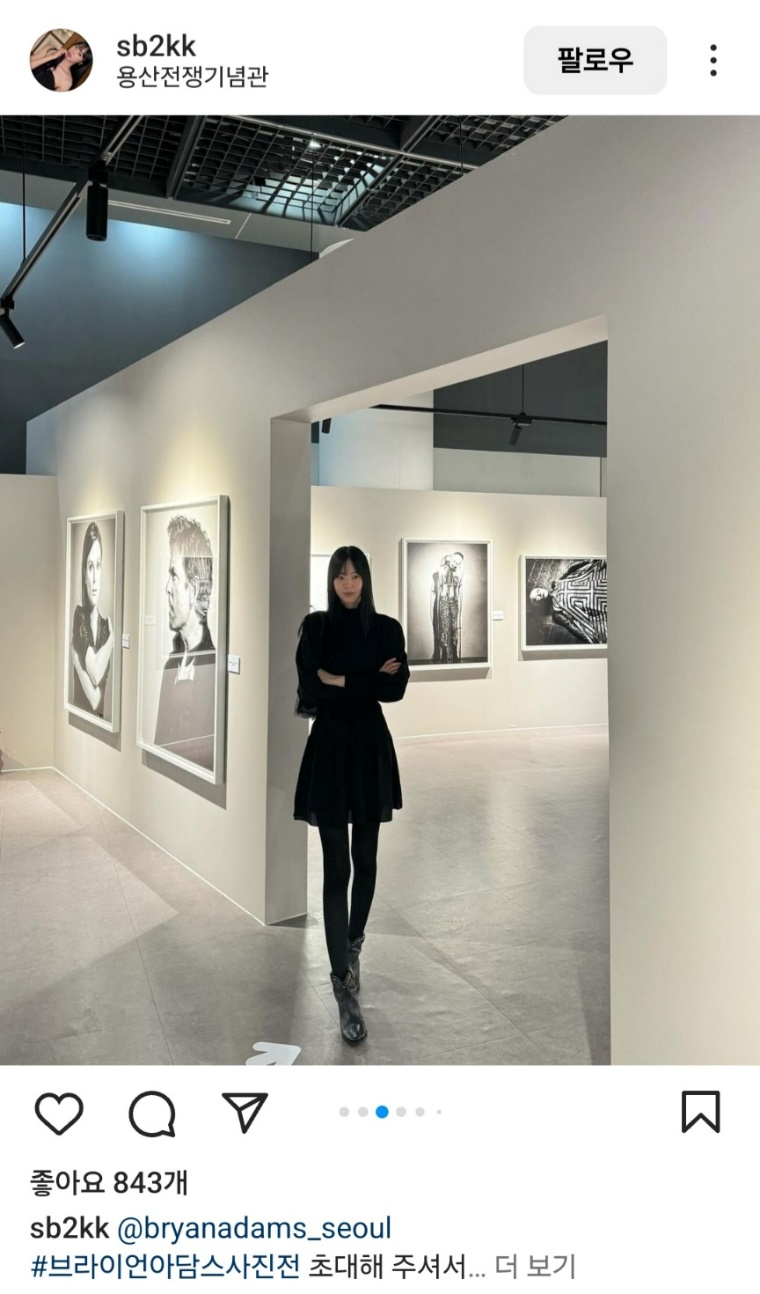 sb2kk
용산전쟁기념관
팔로우
좋아요 843개
sb2kk @bryanadams_seoul
#브라이언아담스사진전 초대해 주셔서... 더 보기